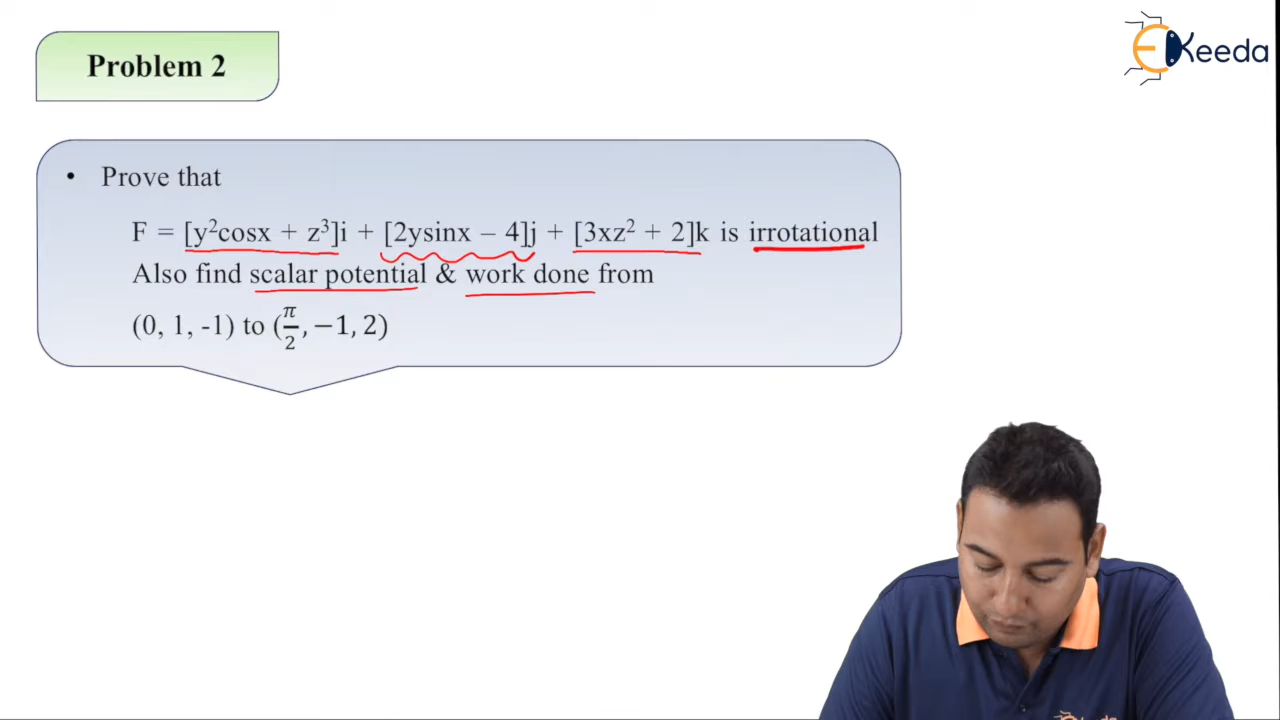 Problem 2
EKeeda
• Prove that
F = [y²cosx + z³]i + [2ysinx – 4]j + [3xz² + 2]k is irrotational
Also find scalar potential & work done from
(0, 1, -1) to (π/2, −1, 2)